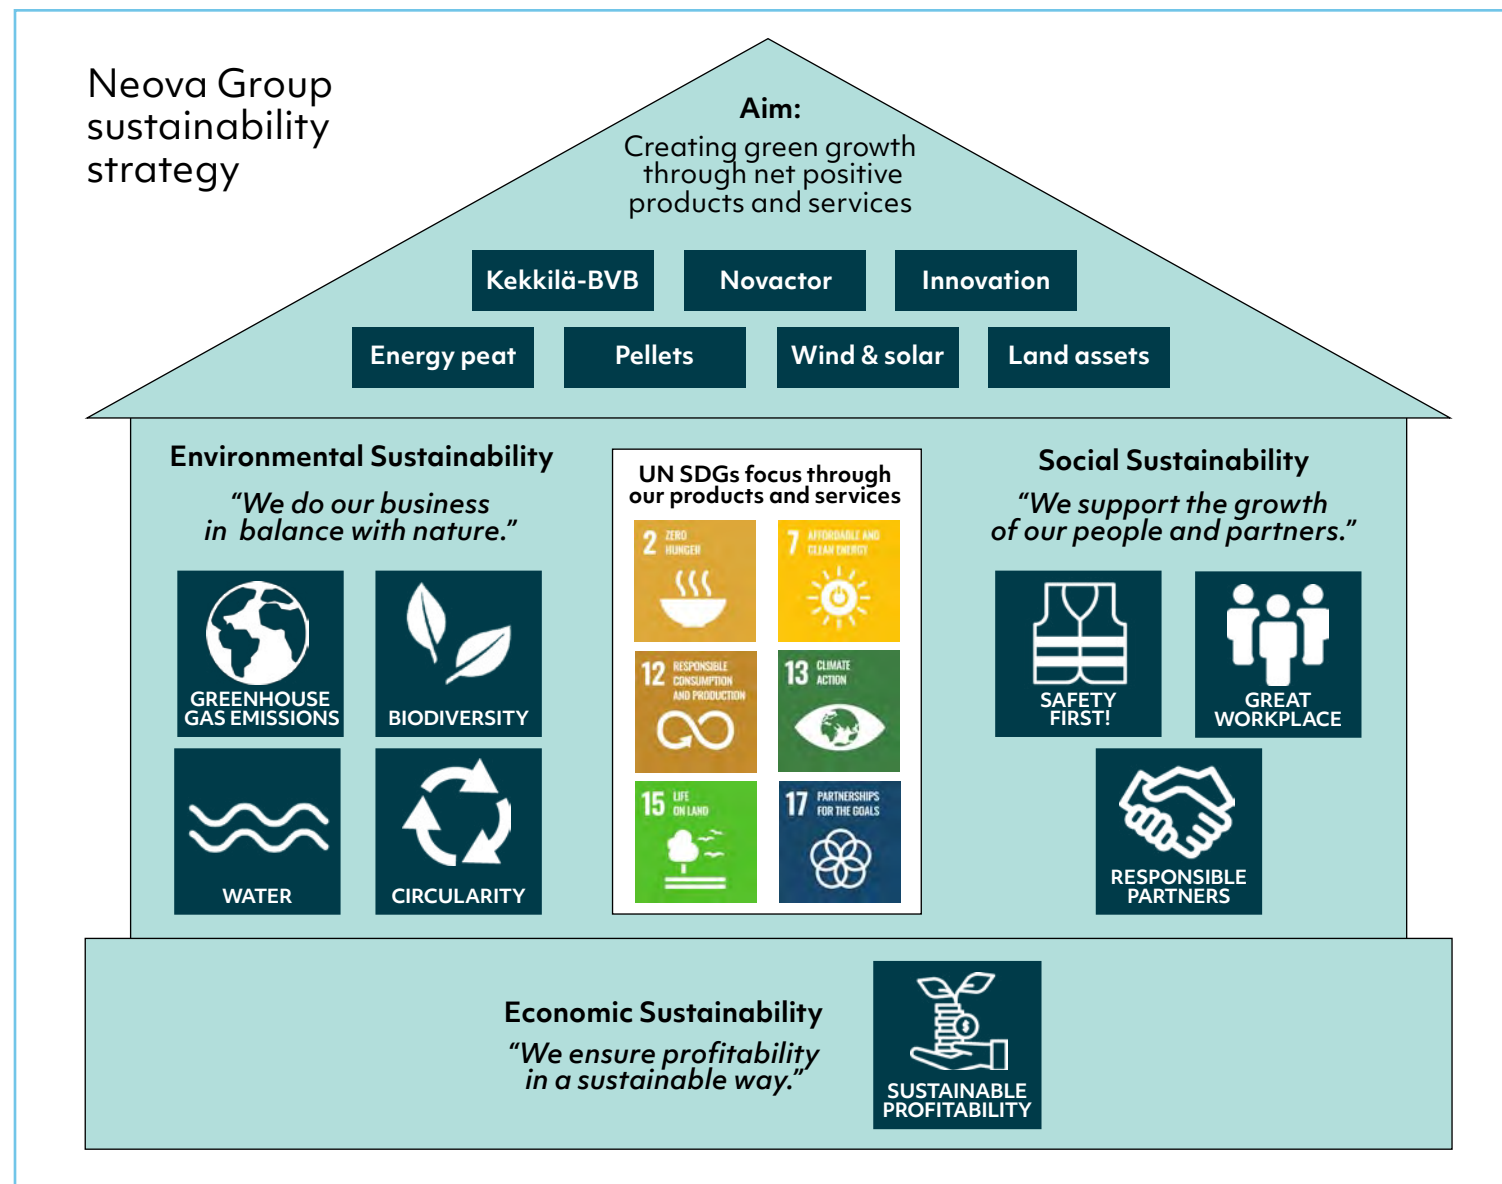 Neova Group
sustainability
strategy
Aim:
Creating green growth
through net positive
products and services
Kekkilä-BVB
Novactor
Innovation
Energy peat
Pellets
Wind & solar
Land assets
Environmental Sustainability
“We do our business
in balance with nature.”
GREENHOUSE
GAS EMISSIONS
BIODIVERSITY
WATER
CIRCULARITY
UN SDGs focus through
our products and services
2 ZERO
HUNGER
7 AFFORDABLE AND
CLEAN ENERGY
12 RESPONSIBLE
CONSUMPTION
AND PRODUCTION
13 CLIMATE
ACTION
15 LIFE
ON LAND
17 PARTNERSHIPS
FOR THE GOALS
Social Sustainability
“We support the growth
of our people and partners.”
SAFETY
FIRST!
GREAT
WORKPLACE
RESPONSIBLE
PARTNERS
Economic Sustainability
“We ensure profitability
in a sustainable way.”
$
SUSTAINABLE
PROFITABILITY